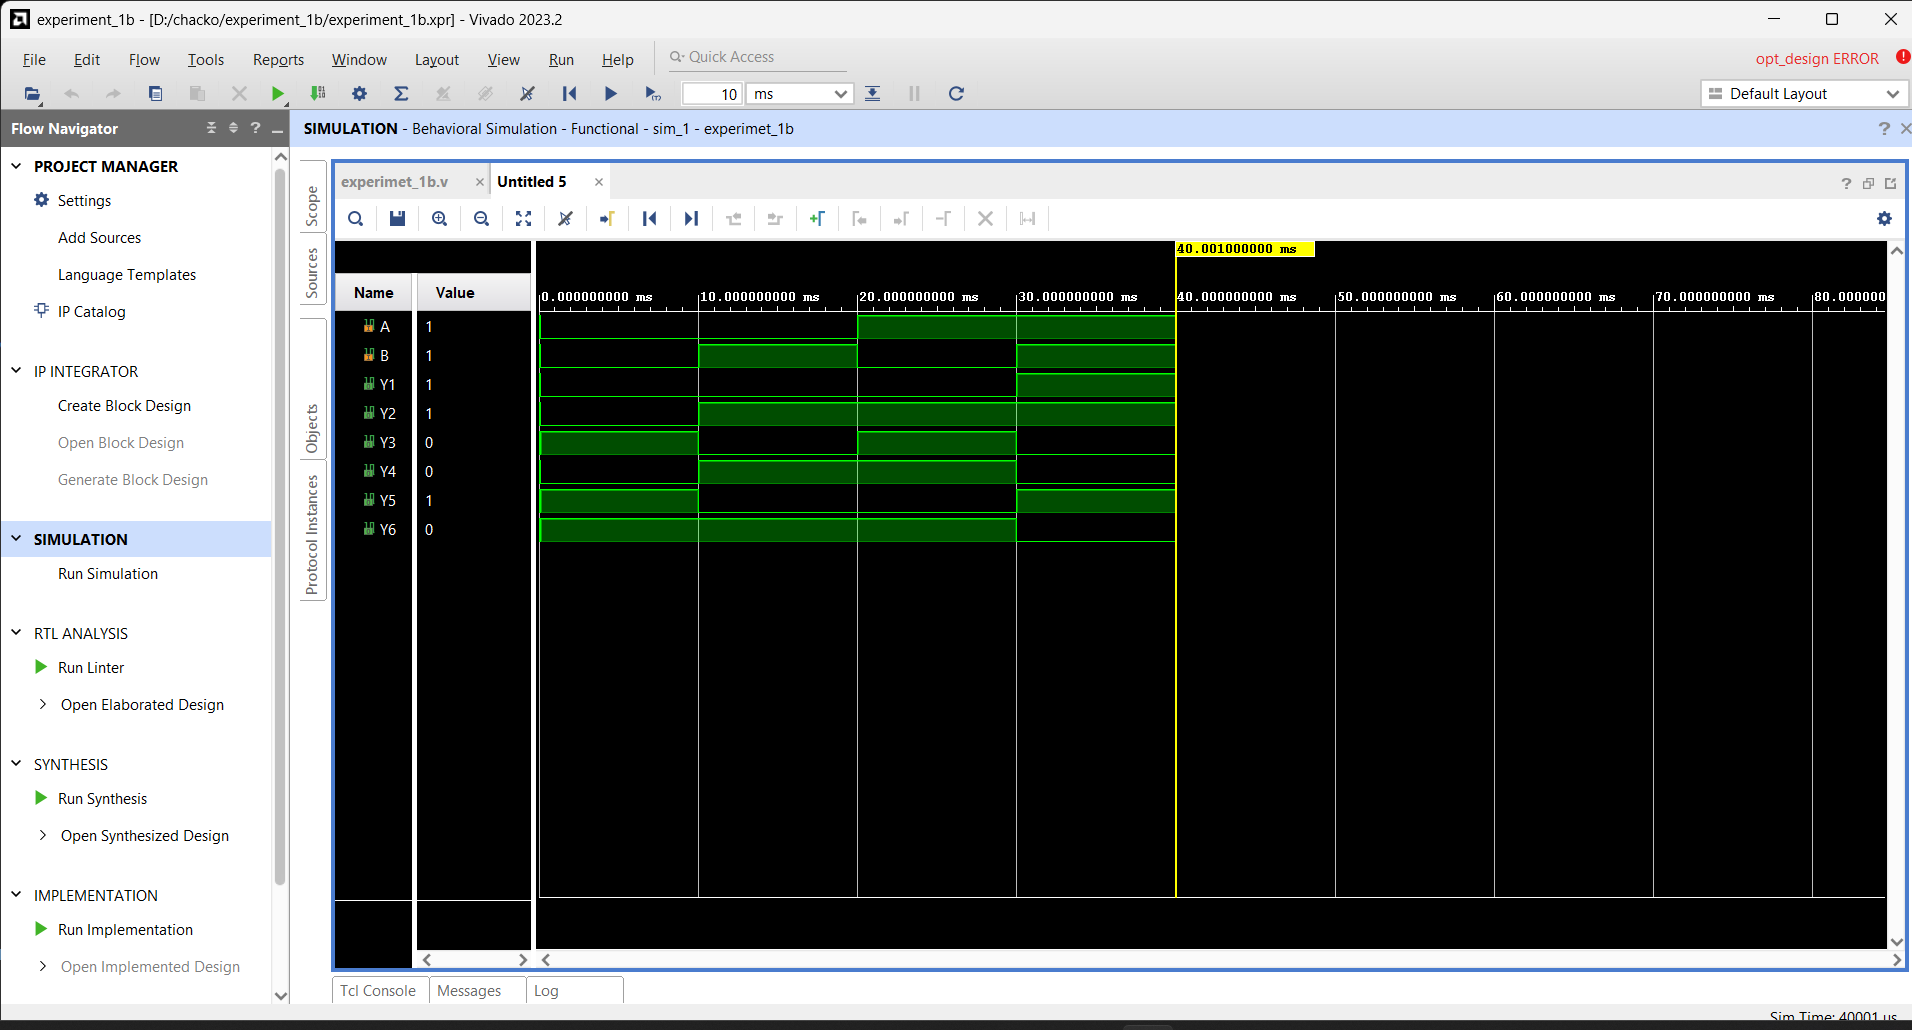 experiment_1b - [D:/chacko/experiment_1b/experiment_1b.xpr] - Vivado 2023.2
File Edit Flow Tools Reports Window Layout View Run Help Quick Access
opt_design ERROR
10 ms
Default Layout
Flow Navigator
SIMULATION - Behavioral Simulation - Functional - sim_1 - experimet_1b
PROJECT MANAGER
Settings
Add Sources
Language Templates
IP Catalog
IP INTEGRATOR
Create Block Design
Open Block Design
Generate Block Design
SIMULATION
Run Simulation
RTL ANALYSIS
Run Linter
Open Elaborated Design
SYNTHESIS
Run Synthesis
Open Synthesized Design
IMPLEMENTATION
Run Implementation
Open Implemented Design
Scope
Sources
Objects
Protocol Instances
experimet_1b.v
Untitled 5
40.001000000 ms
Name Value
0.000000000 ms 10.000000000 ms 20.000000000 ms 30.000000000 ms 40.000000000 ms 50.000000000 ms 60.000000000 ms 70.000000000 ms 80.000000
A 1
B 1
Y1 1
Y2 1
Y3 0
Y4 0
Y5 1
Y6 0
Tcl Console Messages Log
Sim Time: 40001 us